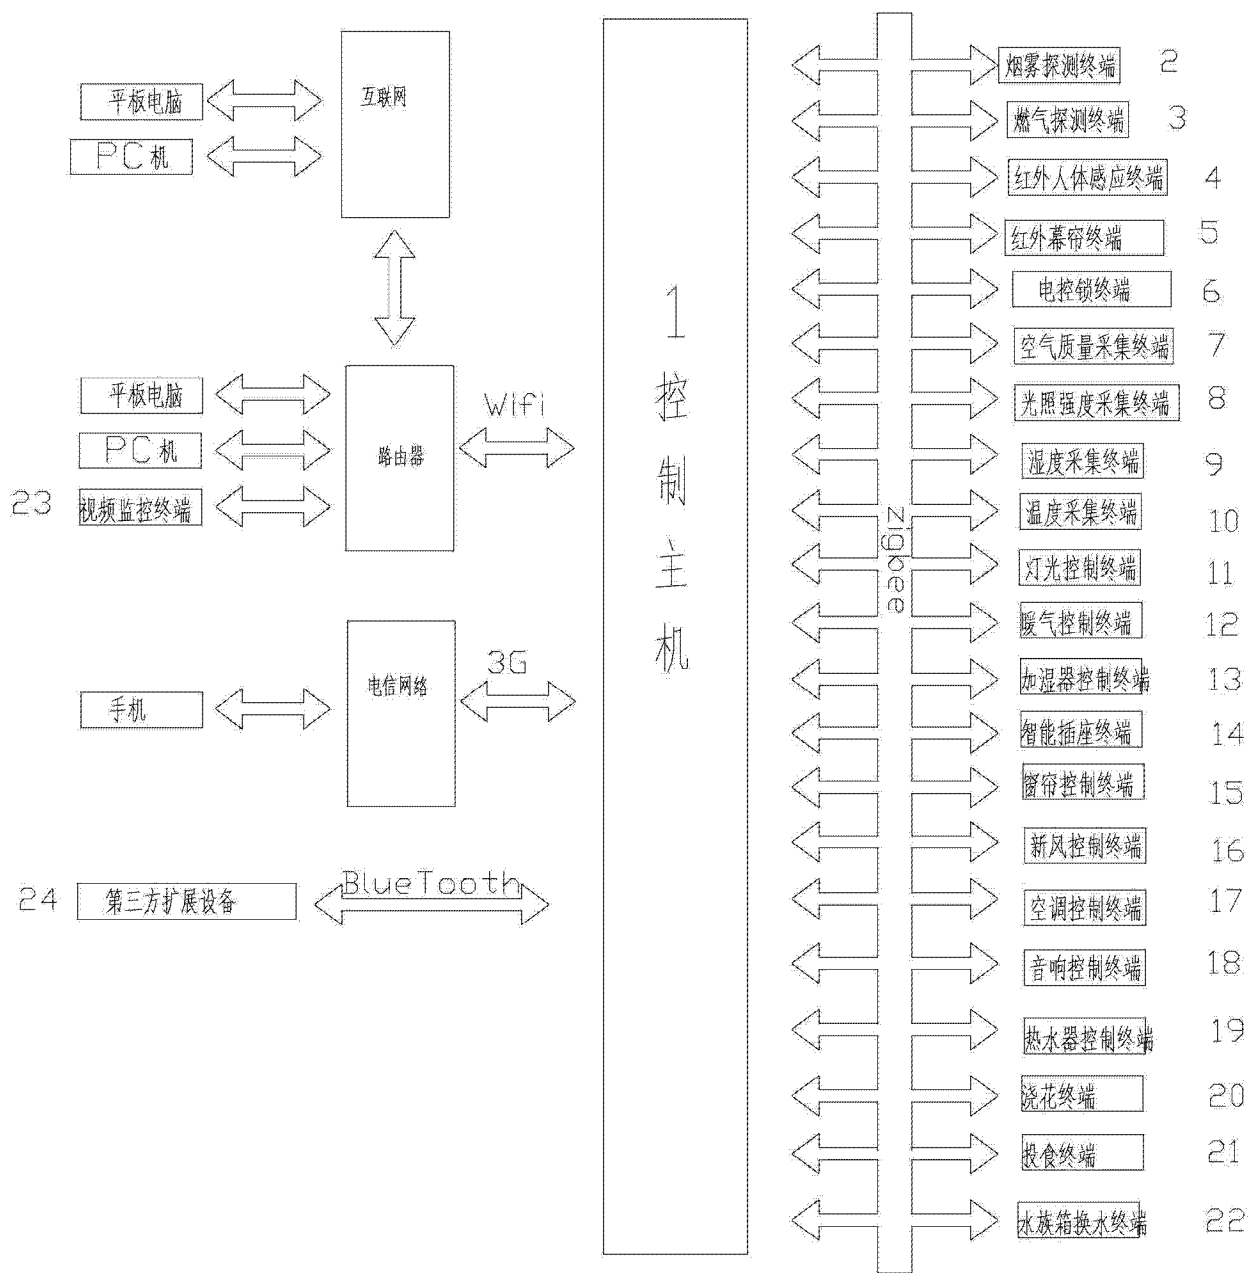 平板电脑
PC机
互联网
平板电脑
PC机
23
视频监控终端
路由器
Wifi
手机
电信网络
3G
24
第三方扩展设备
BlueTooth
1控制主机
zigbee
烟雾探测终端
2
燃气探测终端
3
红外人体感应终端
4
红外幕帘终端
5
电控锁终端
6
空气质量采集终端
7
光照强度采集终端
8
湿度采集终端
9
温度采集终端
10
灯光控制终端
11
暖气控制终端
12
加湿器控制终端
13
智能插座终端
14
窗帘控制终端
15
新风控制终端
16
空调控制终端
17
音响控制终端
18
热水器控制终端
19
浇花终端
20
投食终端
21
水族箱换水终端
22